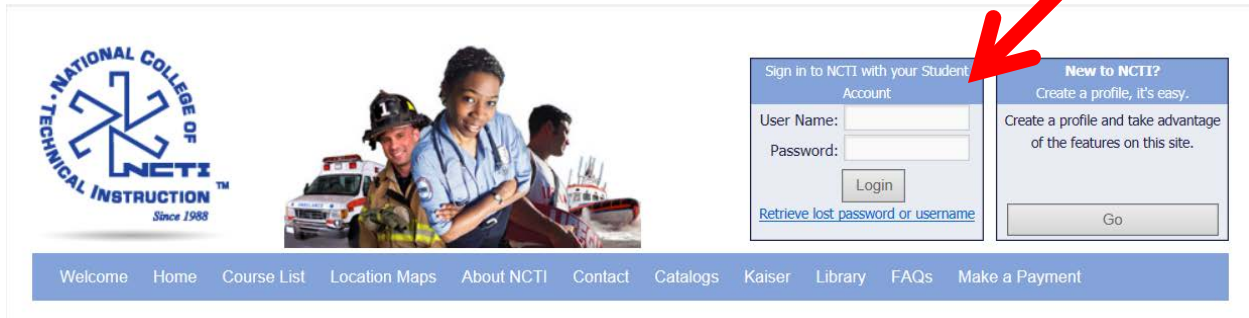 NATIONAL COLLEGE OF
TECHNICAL INSTRUCTION
NCTI
TM
Since 1988
1
AMBULANCE
Sign in to NCTI with your Student
Account
User Name:
Password:
Login
Retrieve lost password or username
New to NCTI?
Create a profile, it's easy.
Create a profile and take advantage
of the features on this site.
Go
Welcome Home Course List Location Maps About NCTI Contact Catalogs Kaiser Library FAQs Make a Payment